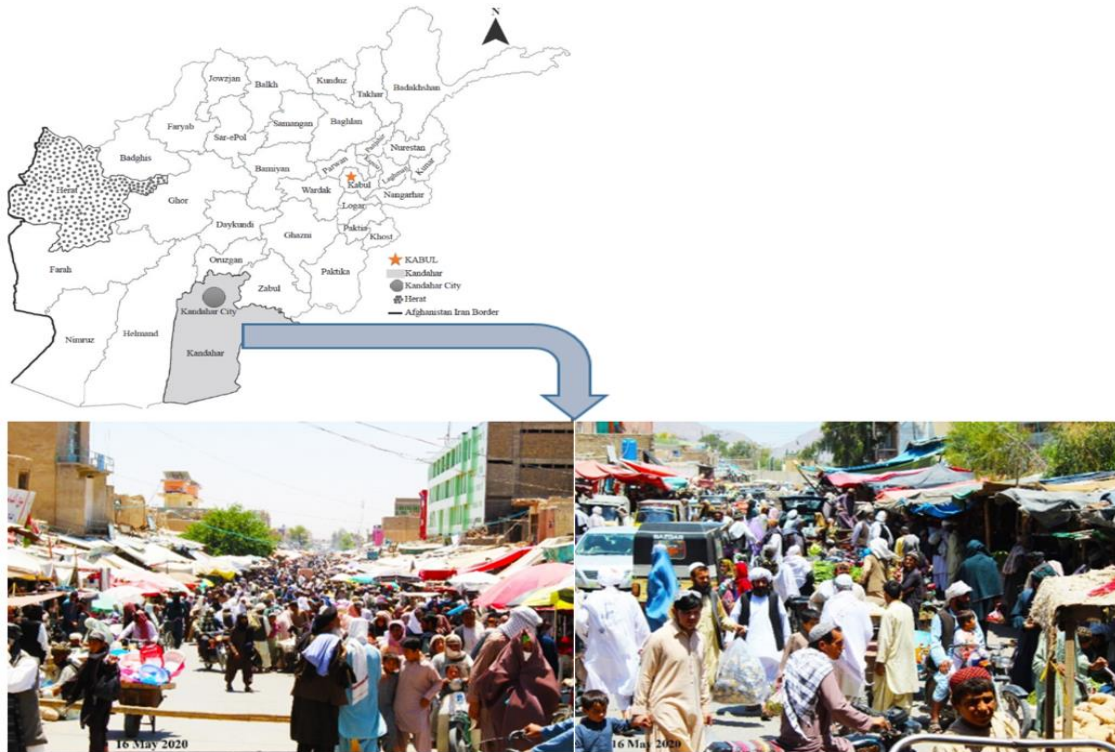 N
Jowzjan
Balkh
Kunduz
Takhar
Badakhshan
Faryab
Sar-ePol
Samangan
Baghlan
Badghis
Nurestan
Kunar
Laghman
Parwan
Bamiyan
Kabul
Wardak
Nangarhar
Herat
Ghor
Logar
Daykundi
Ghazni
Paktia
Khost
Farah
Oruzgan
Paktika
Zabul
Kandahar City
Nimruz
Helmand
Kandahar
KABUL
Kandahar
Kandahar City
Herat
Afghanistan Iran Border
16 May 2020
16 May 2020